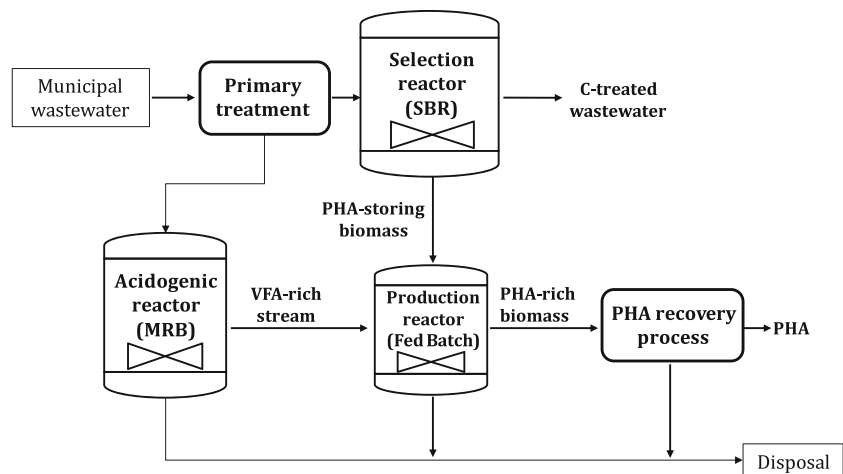 Municipal
wastewater
Primary
treatment
Selection
reactor
(SBR)
C-treated
wastewater
PHA-storing
biomass
Acidogenic
reactor
(MRB)
VFA-rich
stream
Production
reactor
(Fed Batch)
PHA-rich
biomass
PHA recovery
process
PHA
Disposal